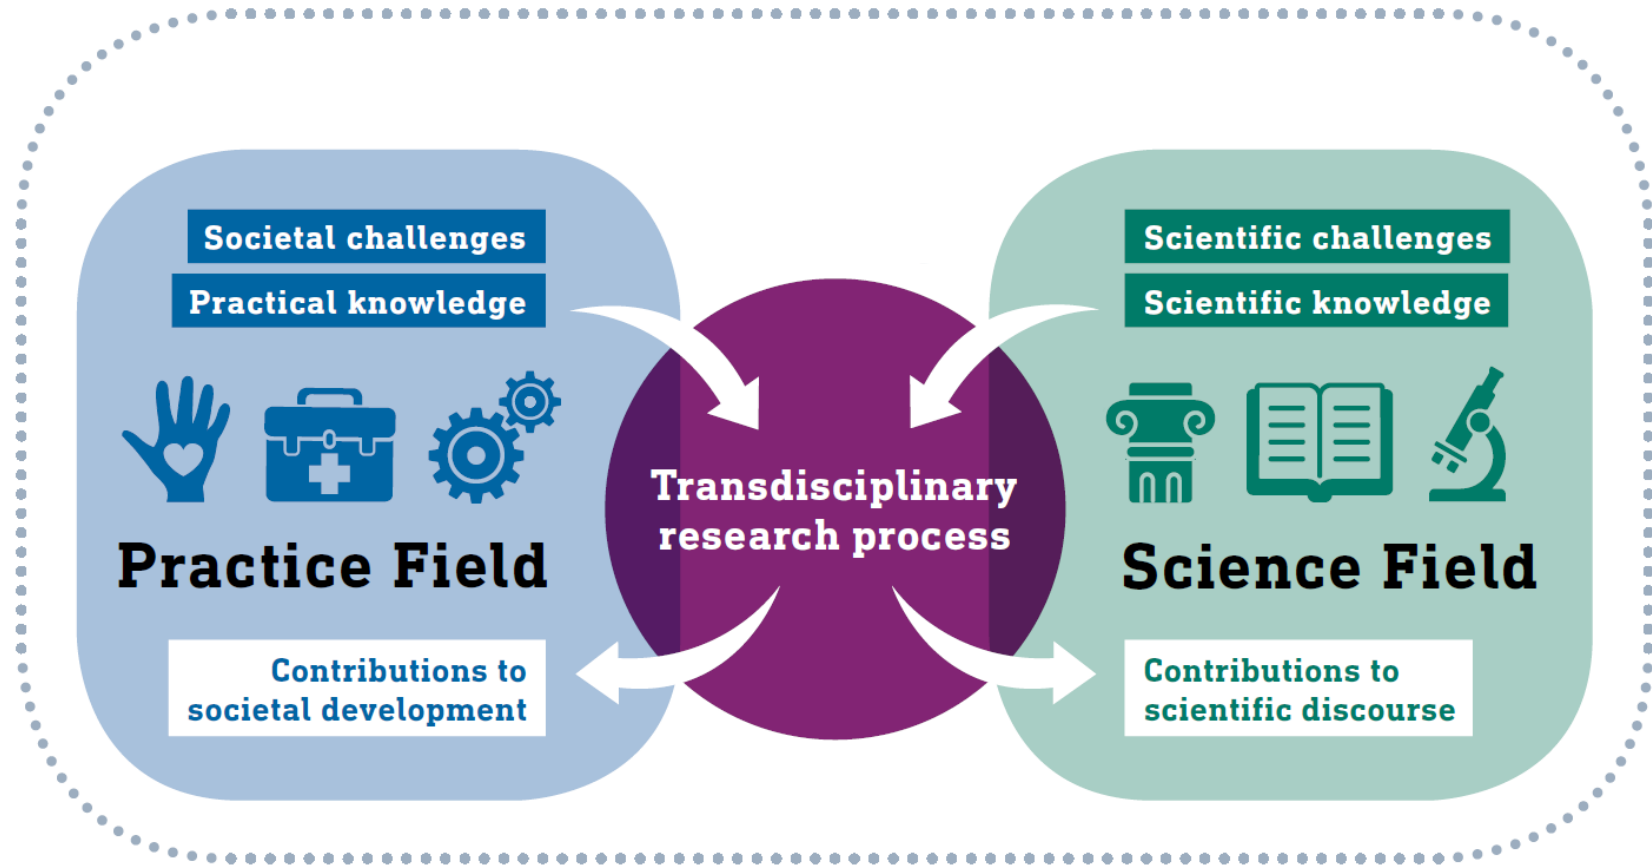 Societal challenges
Practical knowledge
Practice Field
Contributions to
societal development
Transdisciplinary
research process
Scientific challenges
Scientific knowledge
Science Field
Contributions to
scientific discourse